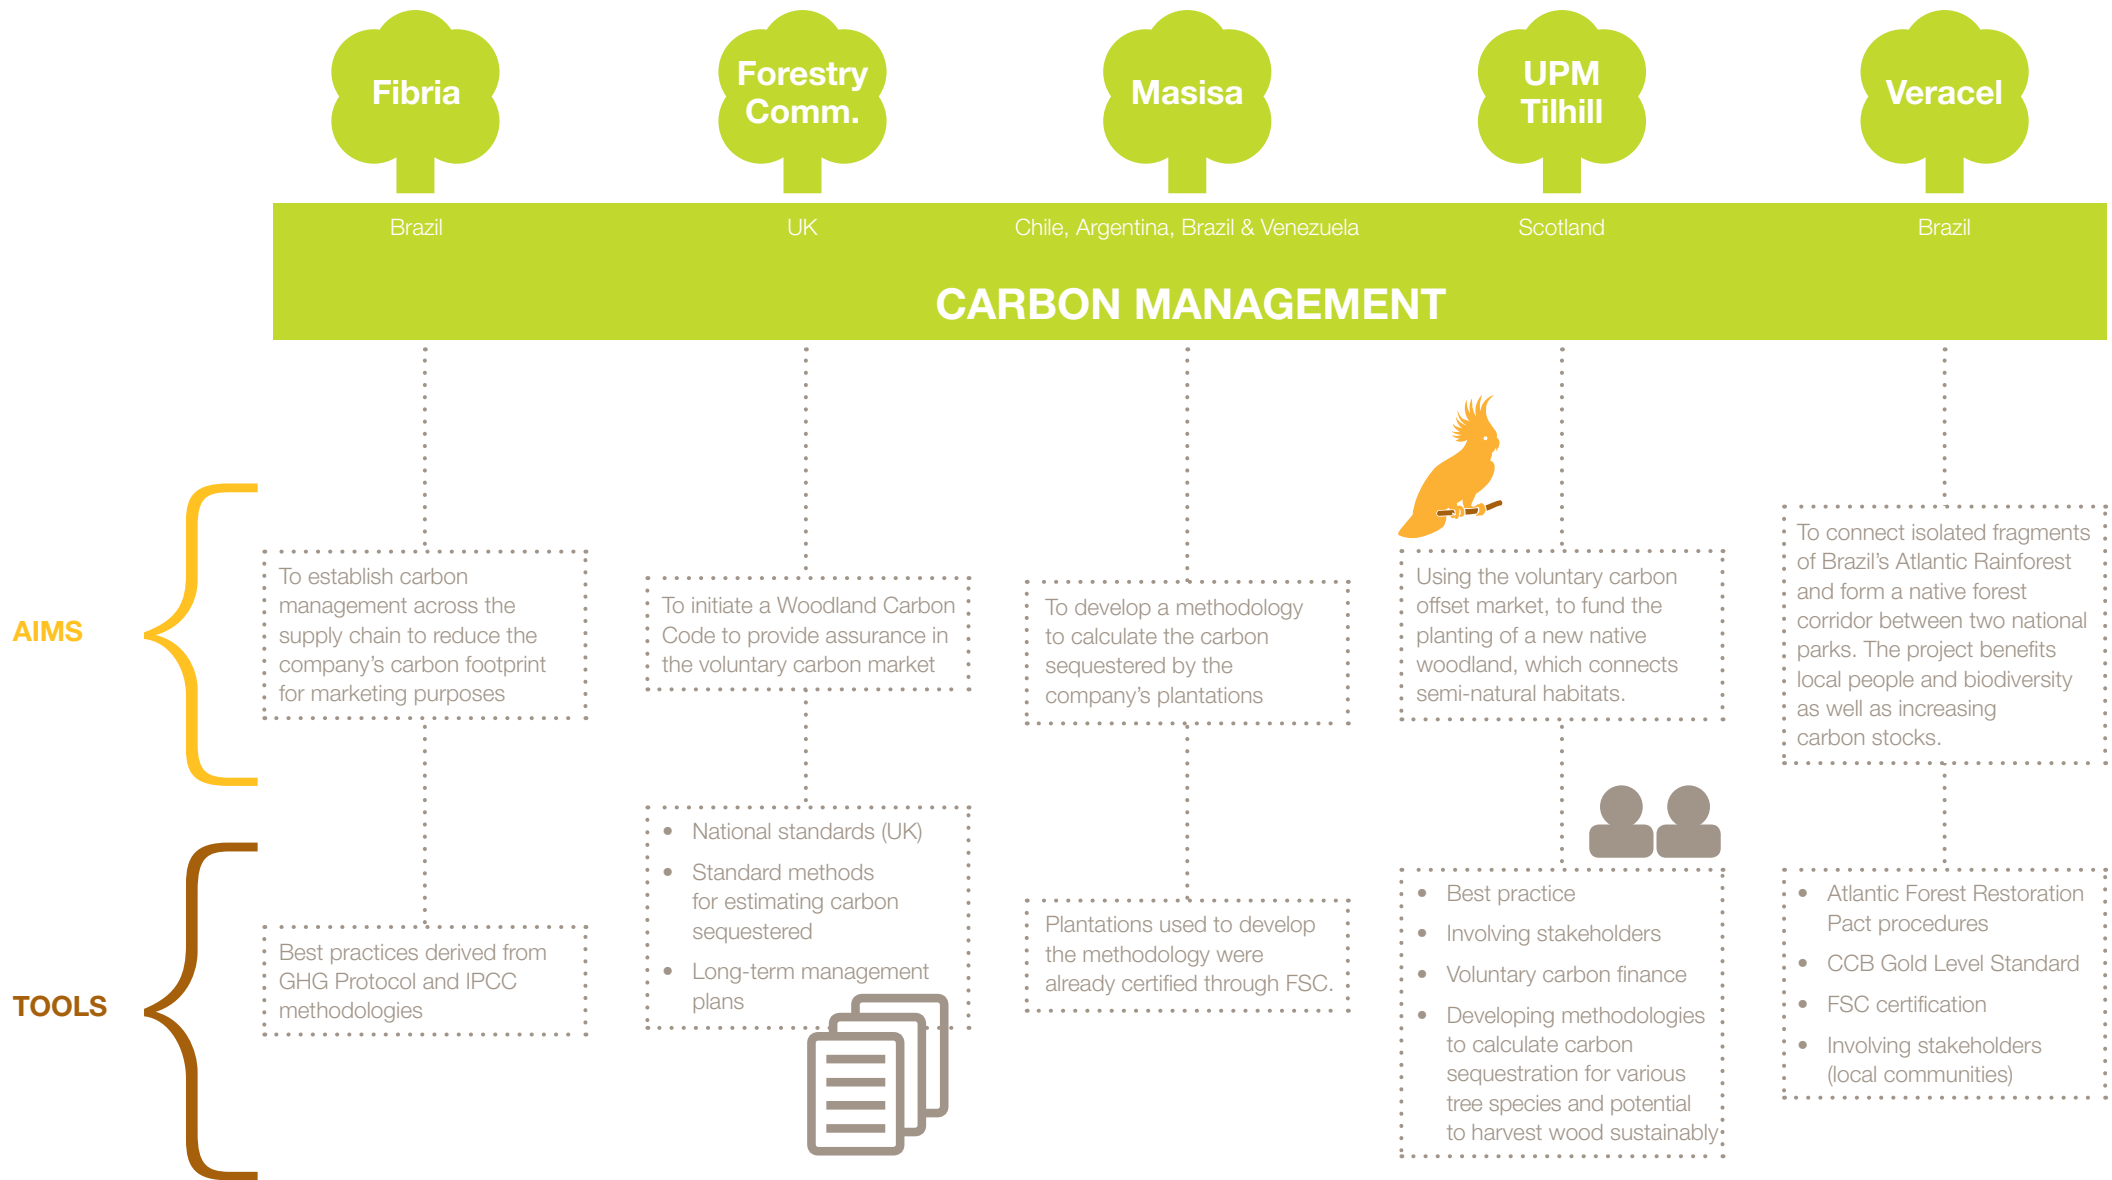 Fibria
Forestry
Comm.
Masisa
UPM
Tilhill
Veracel
Brazil
UK
Chile, Argentina, Brazil & Venezuela
Scotland
Brazil
CARBON MANAGEMENT
AIMS
To establish carbon
management across the
supply chain to reduce the
company's carbon footprint
for marketing purposes
To initiate a Woodland Carbon
Code to provide assurance in
the voluntary carbon market
To develop a methodology
to calculate the carbon
sequestered by the
company's plantations
Using the voluntary carbon
offset market, to fund the
planting of a new native
woodland, which connects
semi-natural habitats.
To connect isolated fragments
of Brazil's Atlantic Rainforest
and form a native forest
corridor between two national
parks. The project benefits
local people and biodiversity
as well as increasing
carbon stocks.
TOOLS
Best practices derived from
GHG Protocol and IPCC
methodologies
• National standards (UK)
• Standard methods
for estimating carbon
sequestered
• Long-term management
plans
Plantations used to develop
the methodology were
already certified through FSC.
• Best practice
• Involving stakeholders
• Voluntary carbon finance
• Developing methodologies
to calculate carbon
sequestration for various
tree species and potential
to harvest wood sustainably
• Atlantic Forest Restoration
Pact procedures
• CCB Gold Level Standard
• FSC certification
• Involving stakeholders
(local communities)